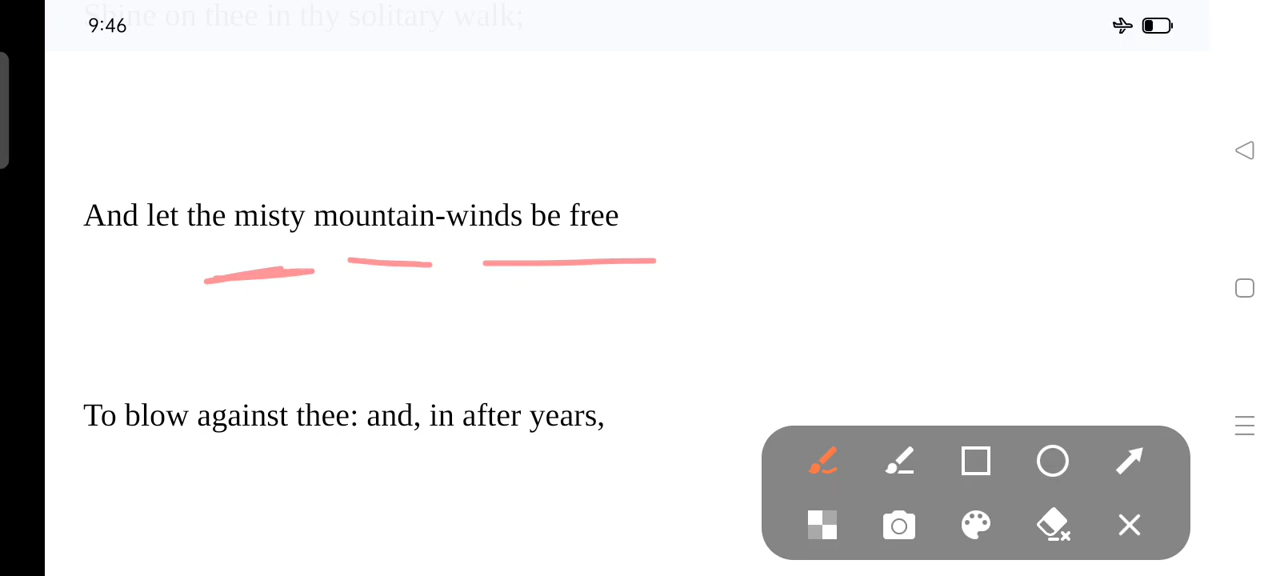 Shine on thee in thy solitary walk;
9:46
And let the misty mountain-winds be free
To blow against thee: and, in after years,